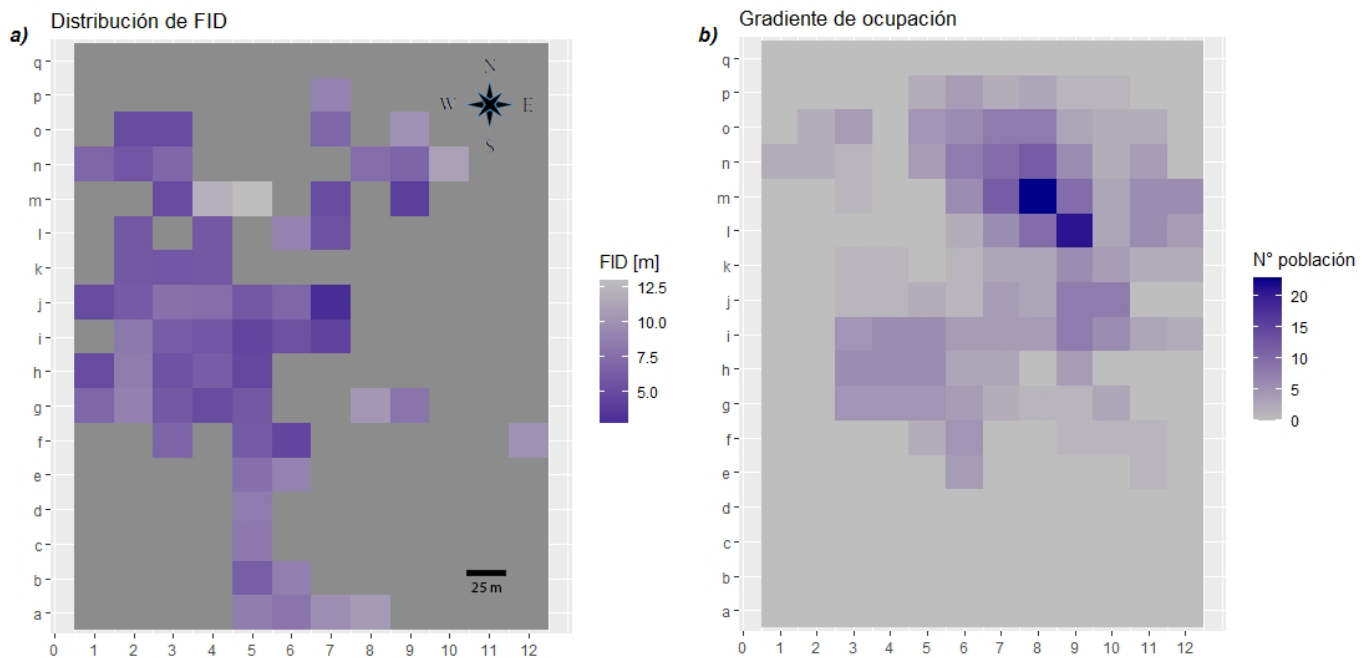 Distribución de FID
a)
q
p
o
n
m
l
k
j
i
h
g
f
e
d
c
b
a
0 1 2 3 4 5 6 7 8 9 10 11 12
N
W E
S
25 m
FID [m]
12.5
10.0
7.5
5.0
Gradiente de ocupación
b)
q
p
o
n
m
l
k
j
i
h
g
f
e
d
c
b
a
0 1 2 3 4 5 6 7 8 9 10 11 12
N° población
20
15
10
5
0